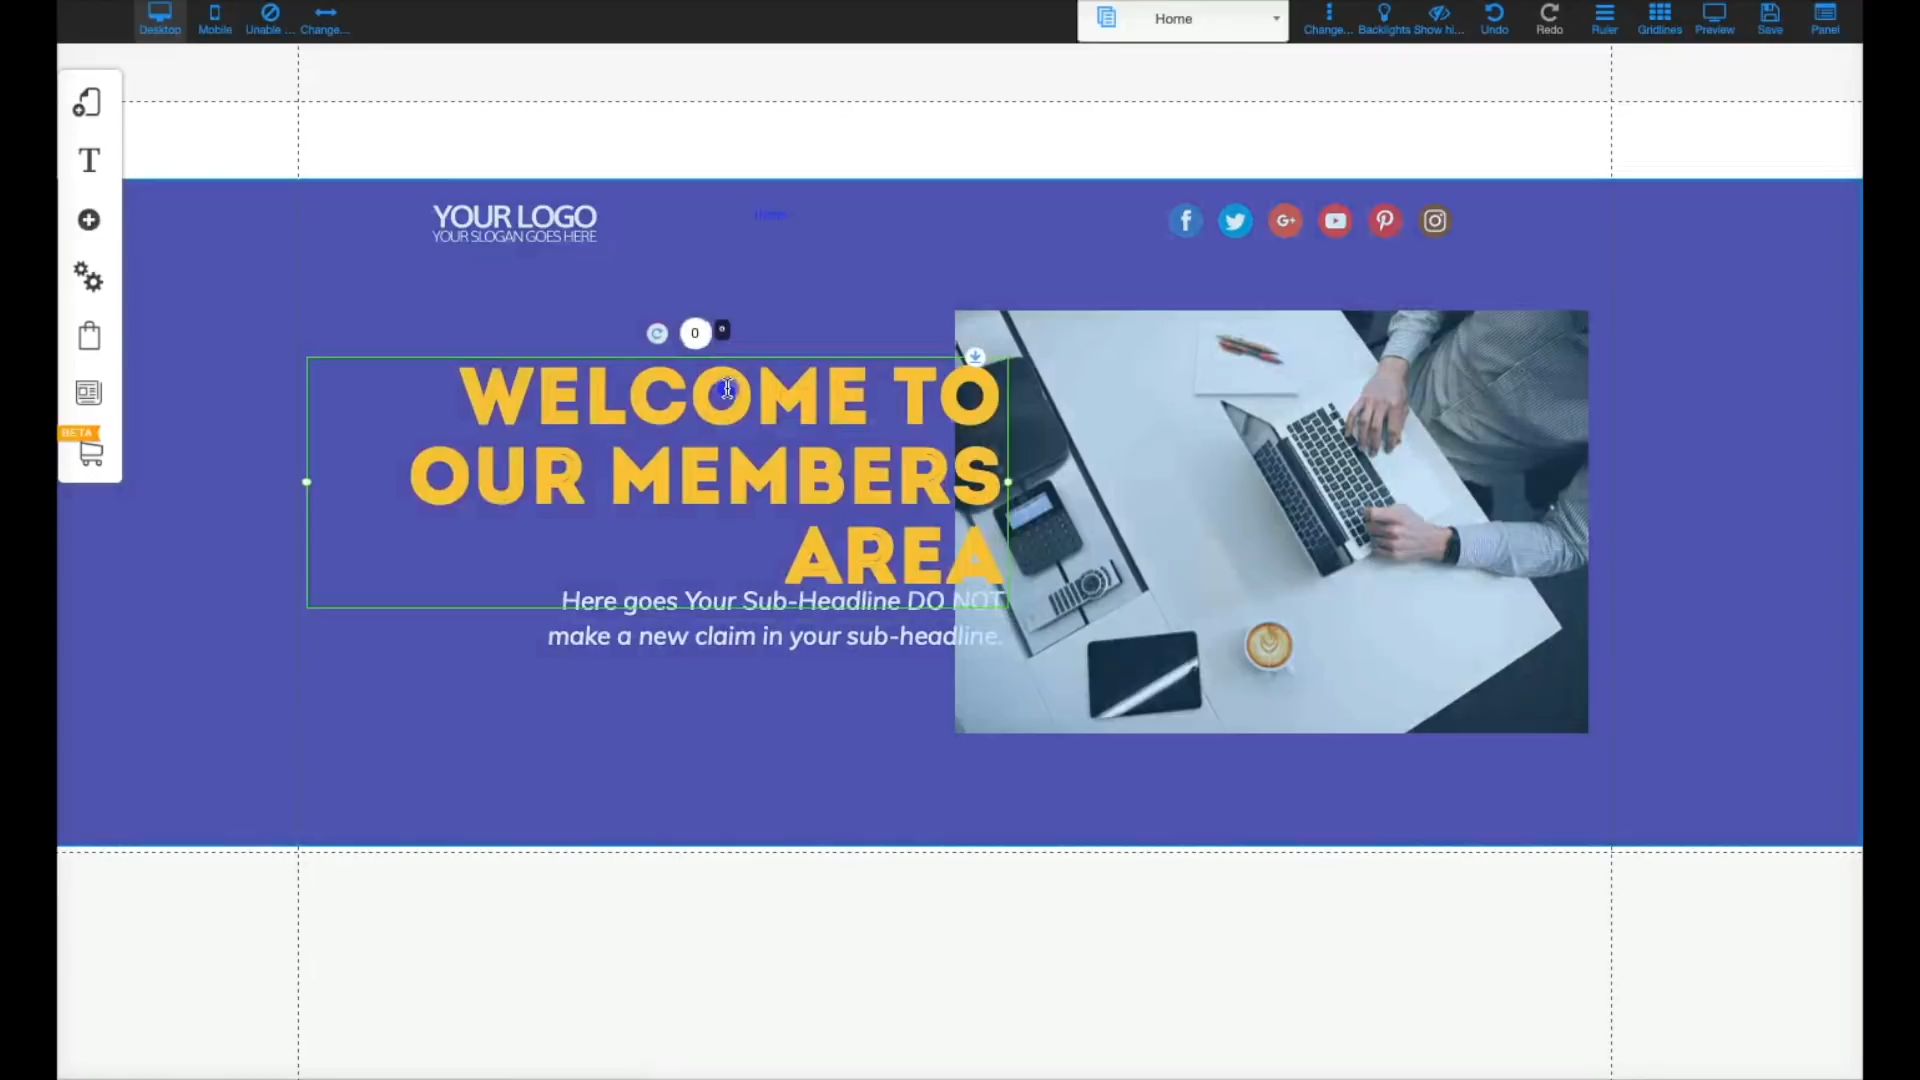 Desktop
Mobile
Unable ...
Change...
Home
Change...
Backlights
Show hi...
Undo
Redo
Ruler
Gridlines
Preview
Save
Panel
T
BETA
YOUR LOGO
YOUR SLOGAN GOES HERE
Home
f
G+
0
WELCOME TO
OUR MEMBERS
AREA
Here goes Your Sub-Headline DO NOT
make a new claim in your sub-headline.